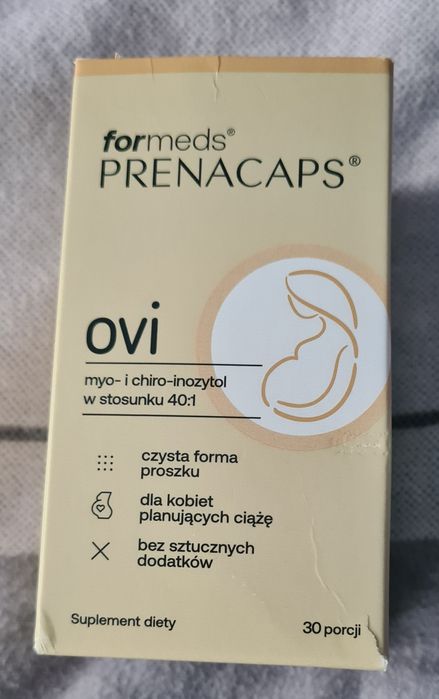 formeds®
PRENACAPS®
ovi
myo- i chiro-inozytol
w stosunku 40:1
czysta forma
proszku
dla kobiet
planujących ciążę
bez sztucznych
dodatków
Suplement diety
30 porcji